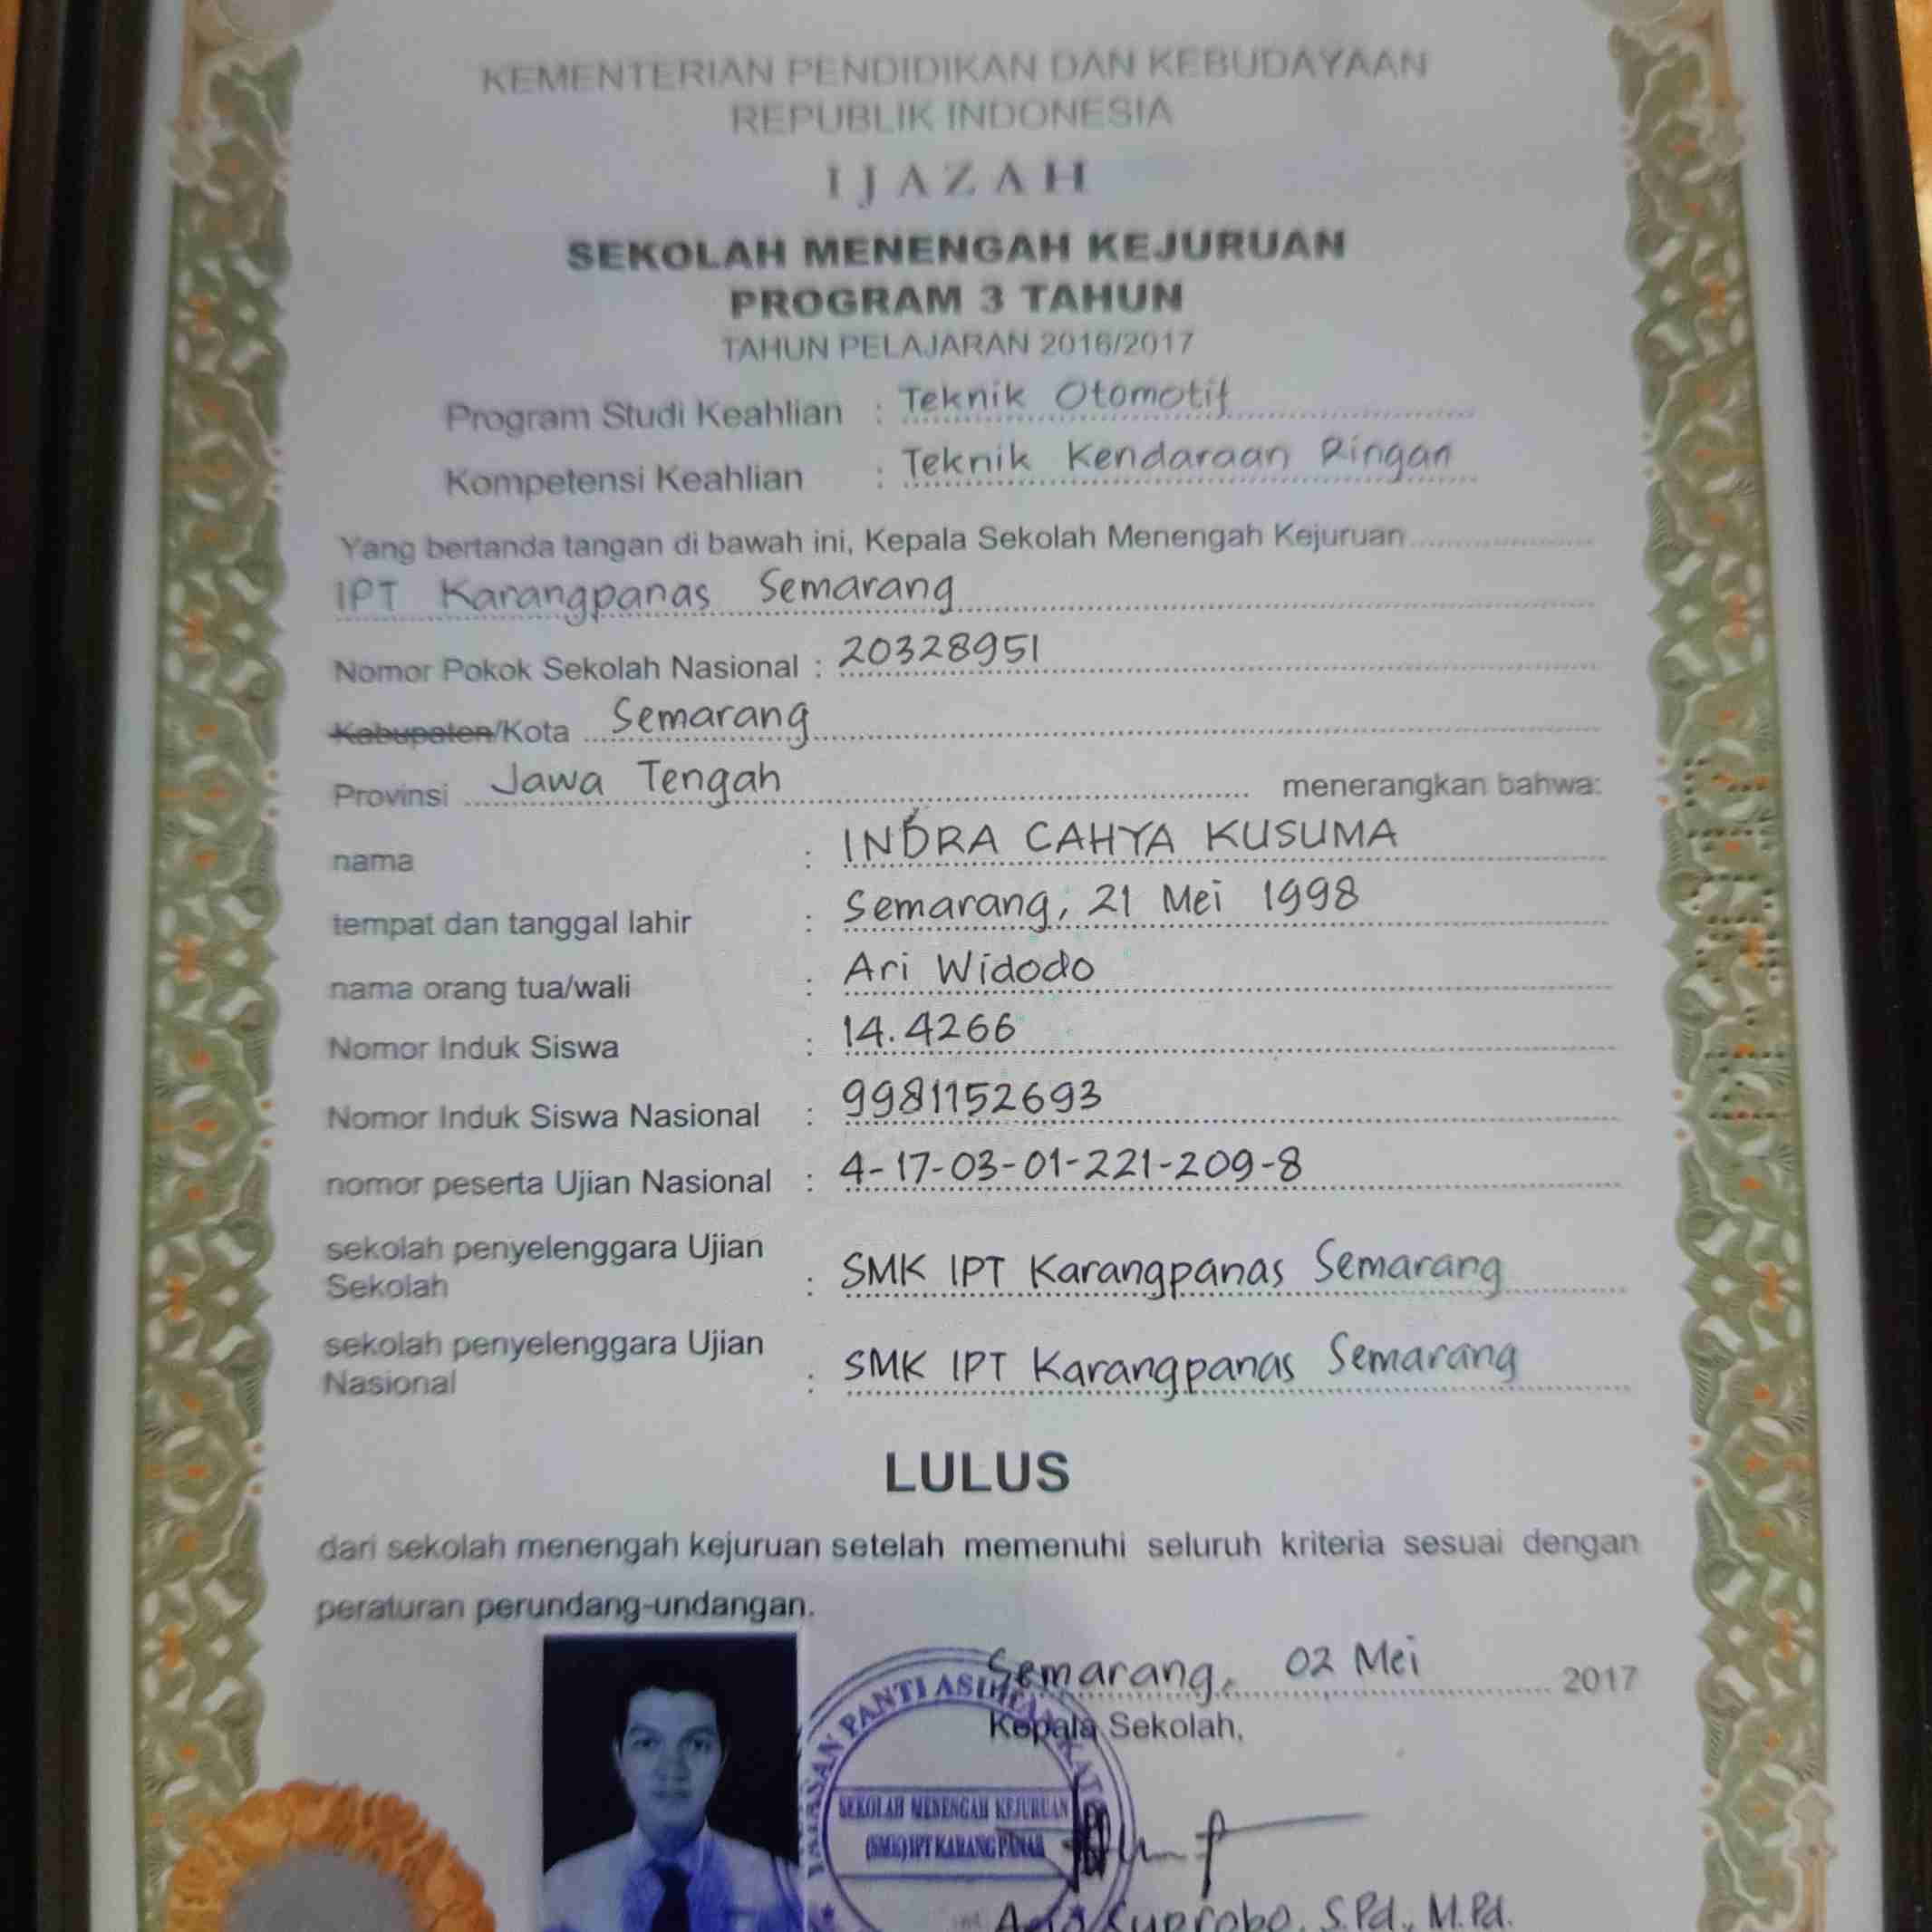 KEMENTERIAN PENDIDIKAN DAN KEBUDAYAAN
REPUBLIK INDONESIA
IJAZAH
SEKOLAH MENENGAH KEJURUAN
PROGRAM 3 TAHUN
TAHUN PELAJARAN 2016/2017
Program Studi Keahlian : Teknik Otomotif
Kompetensi Keahlian : Teknik Kendaraan Ringan
Yang bertanda tangan di bawah ini, Kepala Sekolah Menengah Kejuruan
IPT Karangpanas Semarang
Nomor Pokok Sekolah Nasional : 20328951
Kabupaten/Kota Semarang
Provinsi Jawa Tengah menerangkan bahwa:
nama : INDRA CAHYA KUSUMA
tempat dan tanggal lahir : Semarang, 21 Mei 1998
nama orang tua/wali : Ari Widodo
Nomor Induk Siswa : 14.4266
Nomor Induk Siswa Nasional : 9981152693
nomor peserta Ujian Nasional : 4-17-03-01-221-209-8
sekolah penyelenggara Ujian
Sekolah : SMK IPT Karangpanas Semarang
sekolah penyelenggara Ujian
Nasional : SMK IPT Karangpanas Semarang
LULUS
dari sekolah menengah kejuruan setelah memenuhi seluruh kriteria sesuai dengan
peraturan perundang-undangan.
Semarang, 02 Mei 2017
Kepala Sekolah,
PANTI
SEKOLAH MENENGAH KEJURUAN
(SMK) IPT KARANG PANAS
S.Pd., M.Pd.